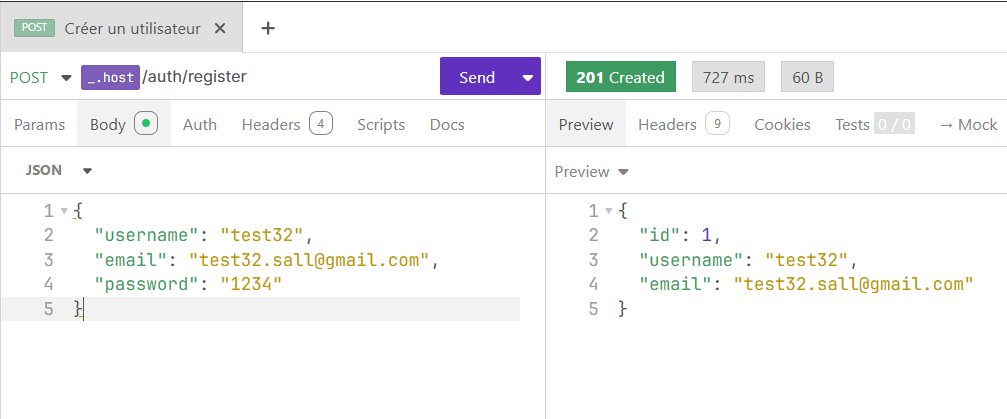 POST Créer un utilisateur × +
POST _.host /auth/register Send
201 Created 727 ms 60 B
Params Body Auth Headers 4 Scripts Docs
Preview Headers 9 Cookies Tests 0 / 0 → Mock
JSON
Preview
1 {
2 "username": "test32",
3 "email": "test32.sall@gmail.com",
4 "password": "1234"
5 }
1 {
2 "id": 1,
3 "username": "test32",
4 "email": "test32.sall@gmail.com"
5 }